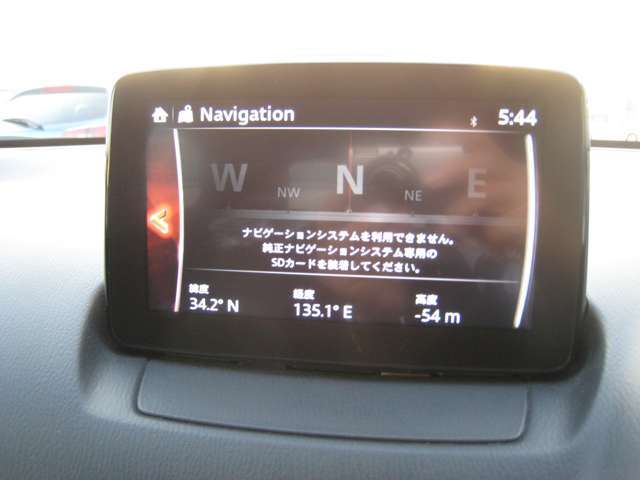 Navigation 5:44
W NW N NE E
ナビゲーションシステムを利用できません。
純正ナビゲーションシステム専用の
SDカードを装着してください。
緯度 経度 高度
34.2° N 135.1° E -54 m